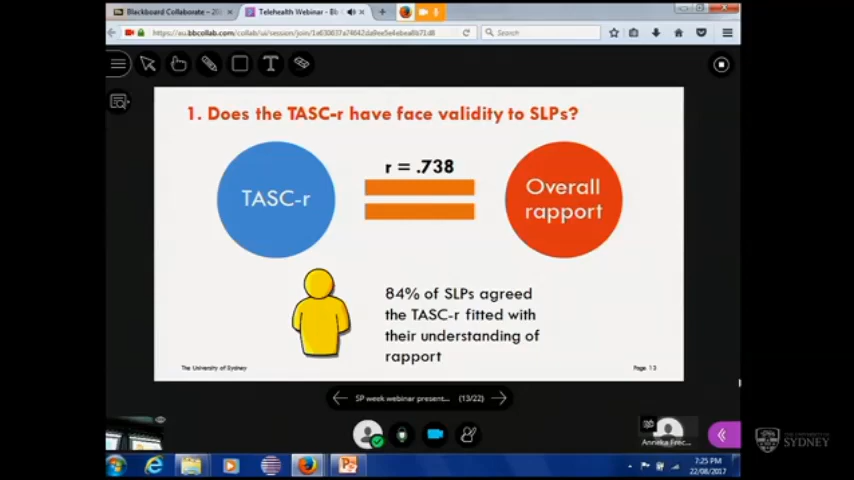 Blackboard Collaborate – 20
Telehealth Webinar - Bb
Search
1. Does the TASC-r have face validity to SLPs?
TASC-r
r = .738
Overall
rapport
84% of SLPs agreed
the TASC-r fitted with
their understanding of
rapport
The University of Sydney
Page 13
SP week webinar present... (13/22)
THE UNIVERSITY OF
SYDNEY
7:25 PM
22/08/2017